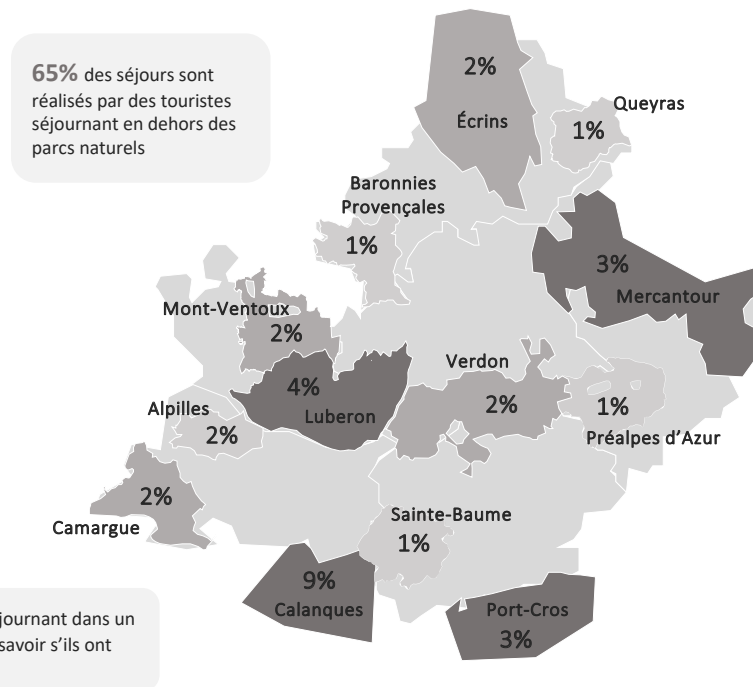 65% des séjours sont
réalisés par des touristes
séjournant en dehors des
parcs naturels
2%
Écrins
Queyras
1%
Baronnies
Provençales
1%
3%
Mercantour
Mont-Ventoux
2%
Verdon
4%
Luberon
2%
Alpilles
2%
1%
Préalpes d’Azur
2%
Camargue
Sainte-Baume
1%
9%
Calanques
Port-Cros
3%
journant dans un
savoir s’ils ont